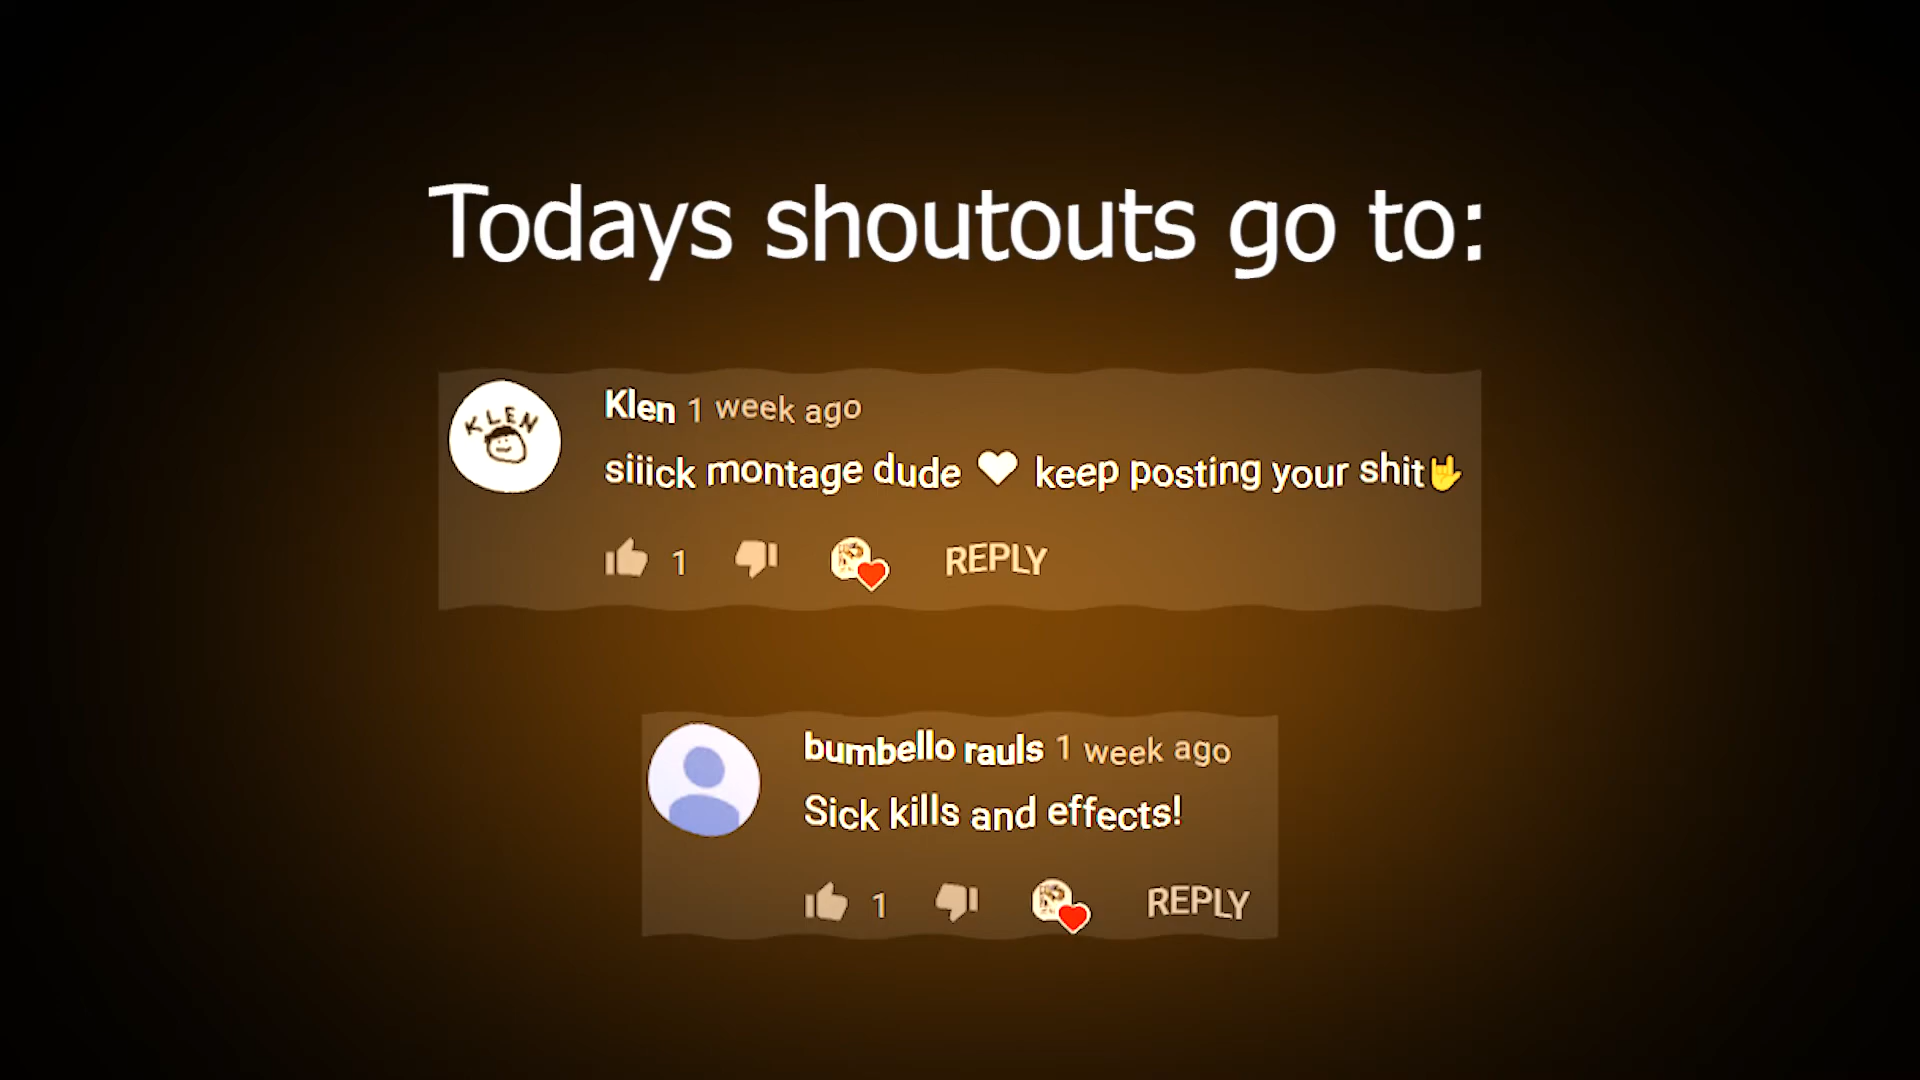 Todays shoutouts go to:
KLEN
Klen 1 week ago
siiick montage dude 🤍 keep posting your shit🤟
1 REPLY
bumbello rauls 1 week ago
Sick kills and effects!
1 REPLY